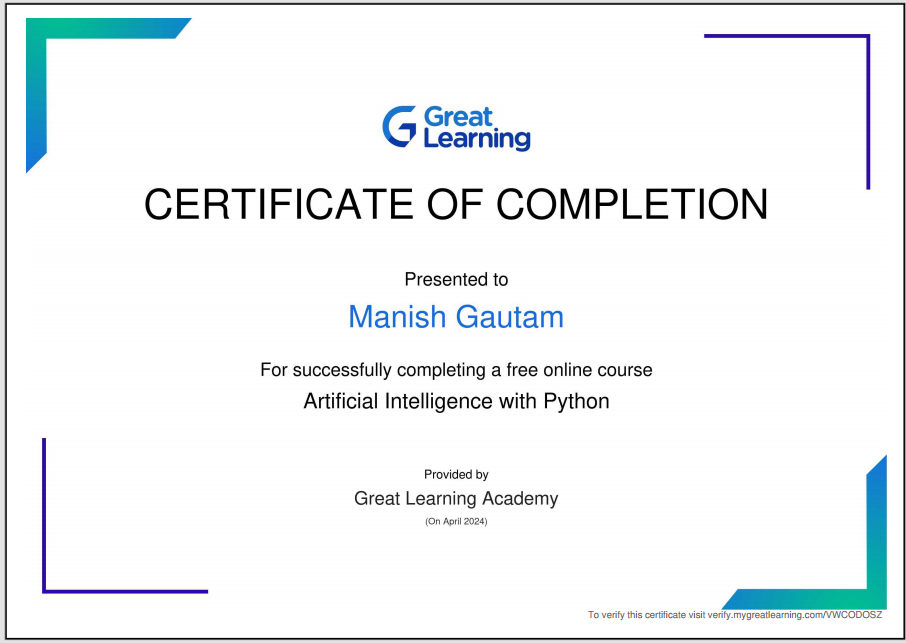 Great
Learning
CERTIFICATE OF COMPLETION
Presented to
Manish Gautam
For successfully completing a free online course
Artificial Intelligence with Python
Provided by
Great Learning Academy
(On April 2024)
To verify this certificate visit verify.mygreatlearning.com/VWCODOSZ